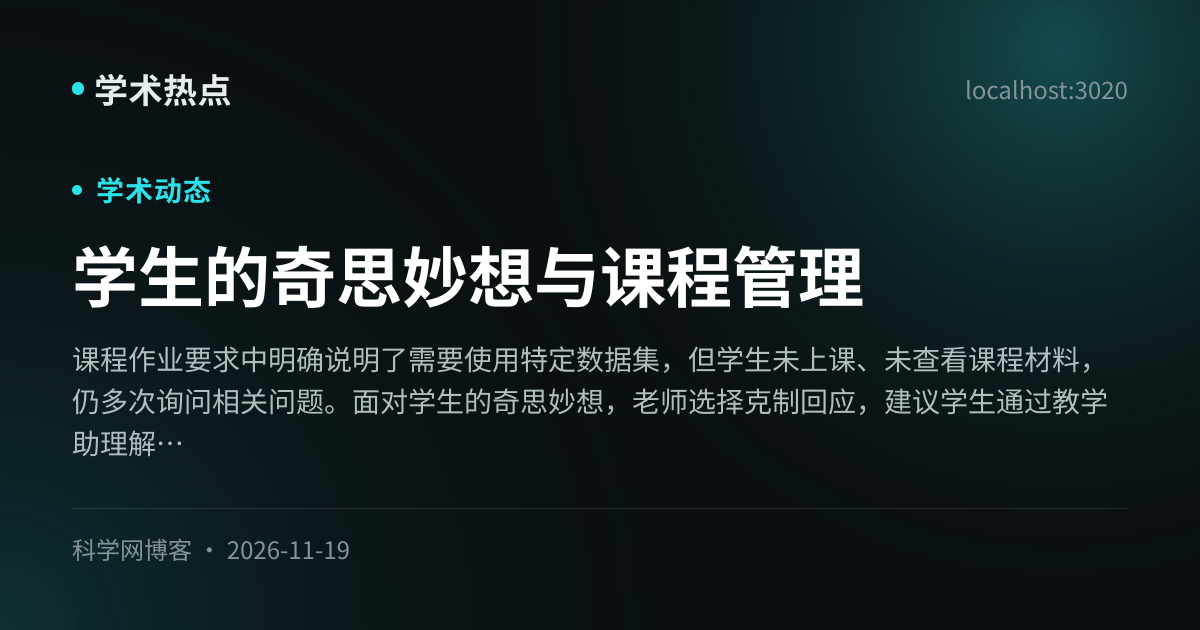 学术热点
localhost:3020
学术动态
学生的奇思妙想与课程管理
课程作业要求中明确说明了需要使用特定数据集，但学生未上课、未查看课程材料，
仍多次询问相关问题。面对学生的奇思妙想，老师选择克制回应，建议学生通过教学
助理解…
科学网博客 · 2026-11-19